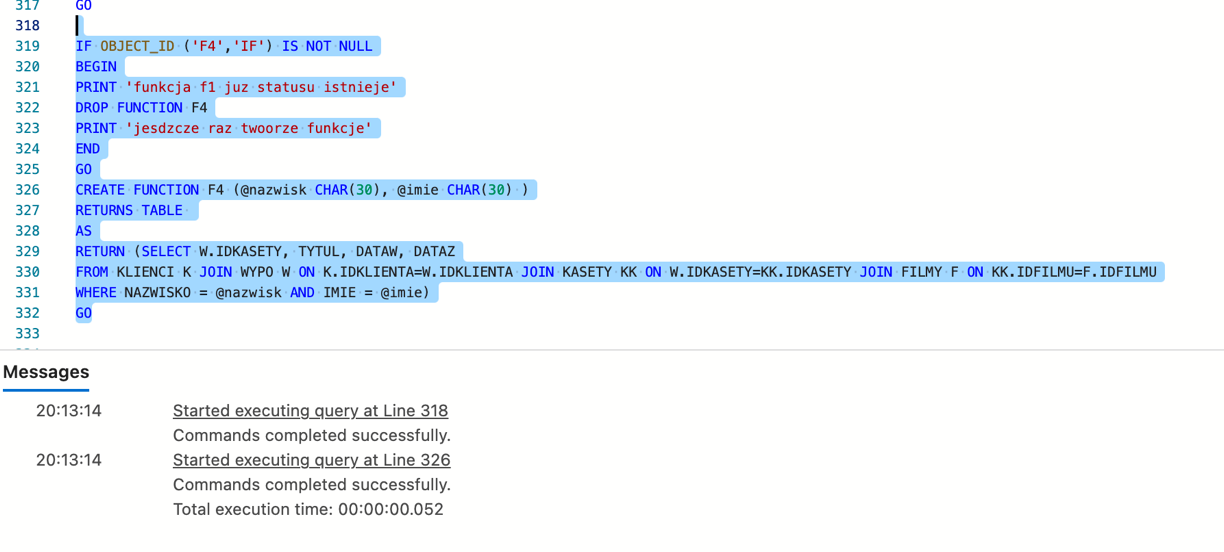 317 GO
318
319 IF OBJECT_ID ('F4','IF') IS NOT NULL
320 BEGIN
321 PRINT 'funkcja f1 juz statusu istnieje'
322 DROP FUNCTION F4
323 PRINT 'jesdzcze raz twoorze funkcje'
324 END
325 GO
326 CREATE FUNCTION F4 (@nazwisk CHAR(30), @imie CHAR(30) )
327 RETURNS TABLE
328 AS
329 RETURN (SELECT W.IDKASETY, TYTUL, DATAW, DATAZ
330 FROM KLIENCI K JOIN WYPO W ON K.IDKLIENTA=W.IDKLIENTA JOIN KASETY KK ON W.IDKASETY=KK.IDKASETY JOIN FILMY F ON KK.IDFILMU=F.IDFILMU
331 WHERE NAZWISKO = @nazwisk AND IMIE = @imie)
332 GO
333
Messages
20:13:14 Started executing query at Line 318
Commands completed successfully.
20:13:14 Started executing query at Line 326
Commands completed successfully.
Total execution time: 00:00:00.052